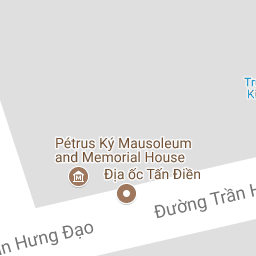 Pétrus Ký Mausoleum
and Memorial House
Địa ốc Tấn Điền
Đường Trần
Hưng Đạo